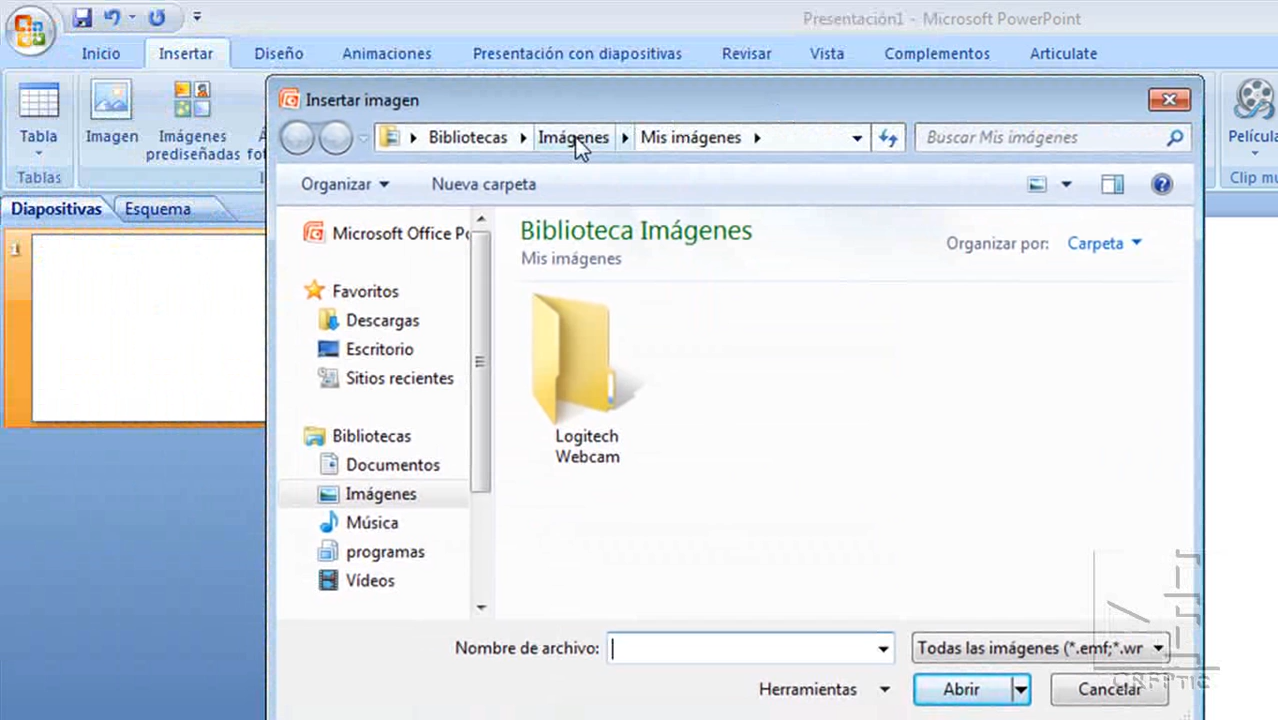 Presentación1 - Microsoft PowerPoint
Inicio Insertar Diseño Animaciones Presentación con diapositivas Revisar Vista Complementos Articulate
Tabla Imagen Imágenes prediseñadas
Tablas
Película
Clip mu
Diapositivas Esquema
1
Insertar imagen
Bibliotecas Imágenes Mis imágenes
Buscar Mis imágenes
Organizar Nueva carpeta
Microsoft Office Po
Favoritos
Descargas
Escritorio
Sitios recientes
Bibliotecas
Documentos
Imágenes
Música
programas
Vídeos
Biblioteca Imágenes
Mis imágenes
Organizar por: Carpeta
Logitech
Webcam
Nombre de archivo:
Todas las imágenes (*.emf;*.wr
Herramientas Abrir Cancelar
CRFPTIC